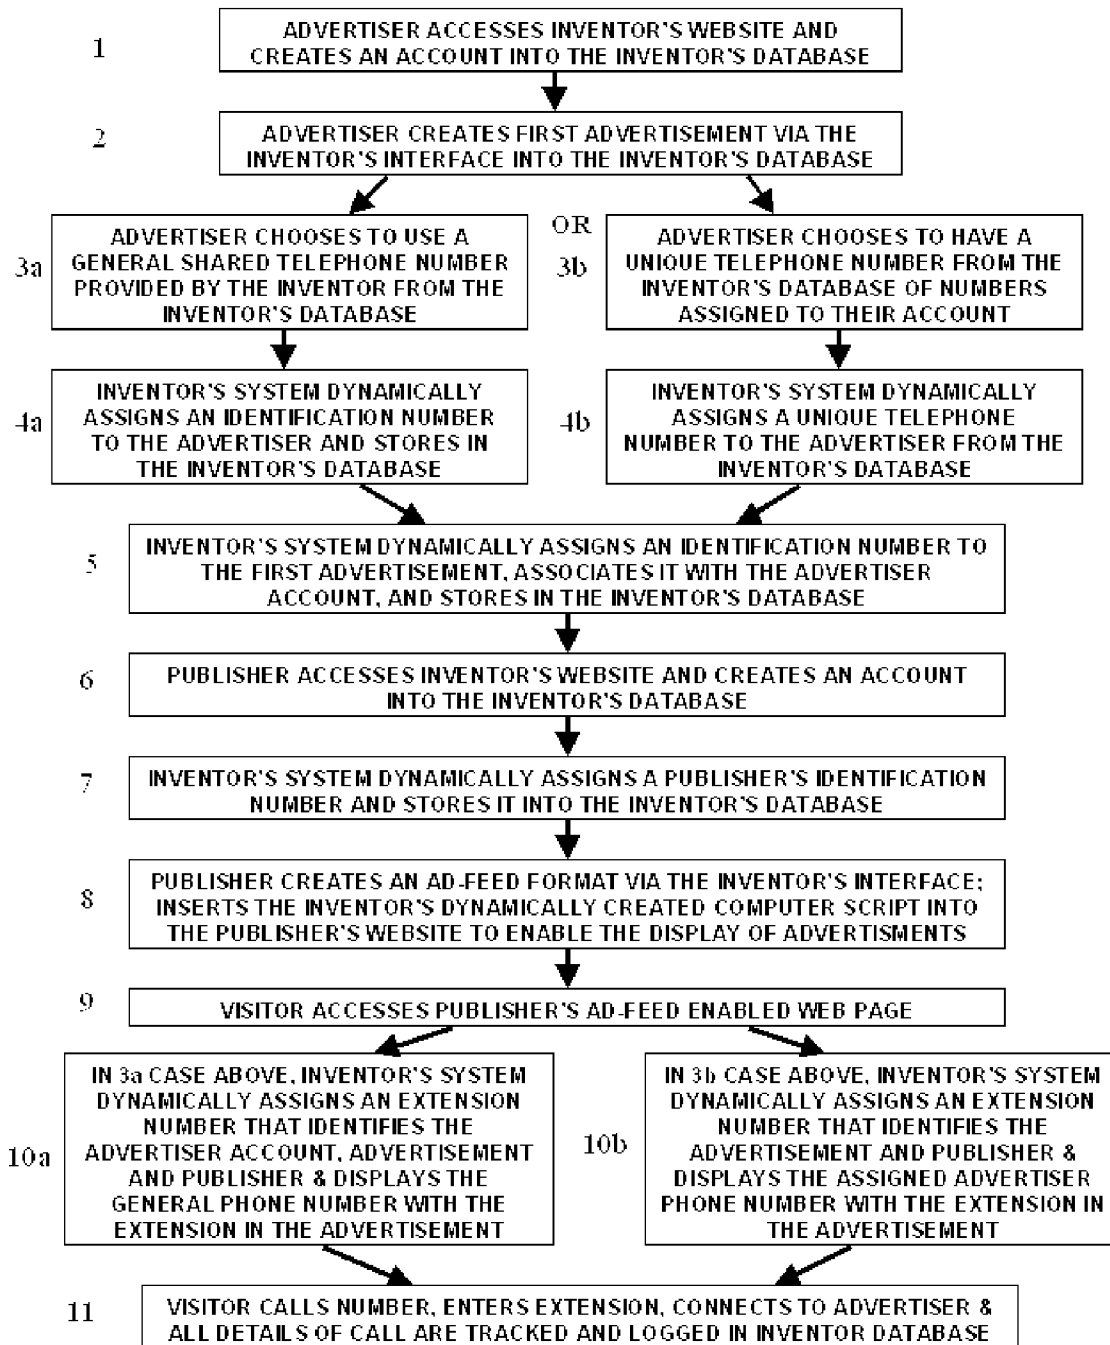 1
ADVERTISER ACCESSES INVENTOR'S WEBSITE AND
CREATES AN ACCOUNT INTO THE INVENTOR'S DATABASE
2
ADVERTISER CREATES FIRST ADVERTISEMENT VIA THE
INVENTOR'S INTERFACE INTO THE INVENTOR'S DATABASE
3a
ADVERTISER CHOOSES TO USE A
GENERAL SHARED TELEPHONE NUMBER
PROVIDED BY THE INVENTOR FROM THE
INVENTOR'S DATABASE
OR
3b
ADVERTISER CHOOSES TO HAVE A
UNIQUE TELEPHONE NUMBER FROM THE
INVENTOR'S DATABASE OF NUMBERS
ASSIGNED TO THEIR ACCOUNT
4a
INVENTOR'S SYSTEM DYNAMICALLY
ASSIGNS AN IDENTIFICATION NUMBER
TO THE ADVERTISER AND STORES IN
THE INVENTOR'S DATABASE
4b
INVENTOR'S SYSTEM DYNAMICALLY
ASSIGNS A UNIQUE TELEPHONE
NUMBER TO THE ADVERTISER FROM THE
INVENTOR'S DATABASE
5
INVENTOR'S SYSTEM DYNAMICALLY ASSIGNS AN IDENTIFICATION NUMBER TO
THE FIRST ADVERTISEMENT, ASSOCIATES IT WITH THE ADVERTISER
ACCOUNT, AND STORES IN THE INVENTOR'S DATABASE
6
PUBLISHER ACCESSES INVENTOR'S WEBSITE AND CREATES AN ACCOUNT
INTO THE INVENTOR'S DATABASE
7
INVENTOR'S SYSTEM DYNAMICALLY ASSIGNS A PUBLISHER'S IDENTIFICATION
NUMBER AND STORES IT INTO THE INVENTOR'S DATABASE
8
PUBLISHER CREATES AN AD-FEED FORMAT VIA THE INVENTOR'S INTERFACE;
INSERTS THE INVENTOR'S DYNAMICALLY CREATED COMPUTER SCRIPT INTO
THE PUBLISHER'S WEBSITE TO ENABLE THE DISPLAY OF ADVERTISMENTS
9
VISITOR ACCESSES PUBLISHER'S AD-FEED ENABLED WEB PAGE
10a
IN 3a CASE ABOVE, INVENTOR'S SYSTEM
DYNAMICALLY ASSIGNS AN EXTENSION
NUMBER THAT IDENTIFIES THE
ADVERTISER ACCOUNT, ADVERTISEMENT
AND PUBLISHER & DISPLAYS THE
GENERAL PHONE NUMBER WITH THE
EXTENSION IN THE ADVERTISEMENT
10b
IN 3b CASE ABOVE, INVENTOR'S SYSTEM
DYNAMICALLY ASSIGNS AN EXTENSION
NUMBER THAT IDENTIFIES THE
ADVERTISEMENT AND PUBLISHER &
DISPLAYS THE ASSIGNED ADVERTISER
PHONE NUMBER WITH THE EXTENSION IN
THE ADVERTISEMENT
11
VISITOR CALLS NUMBER, ENTERS EXTENSION, CONNECTS TO ADVERTISER &
ALL DETAILS OF CALL ARE TRACKED AND LOGGED IN INVENTOR DATABASE